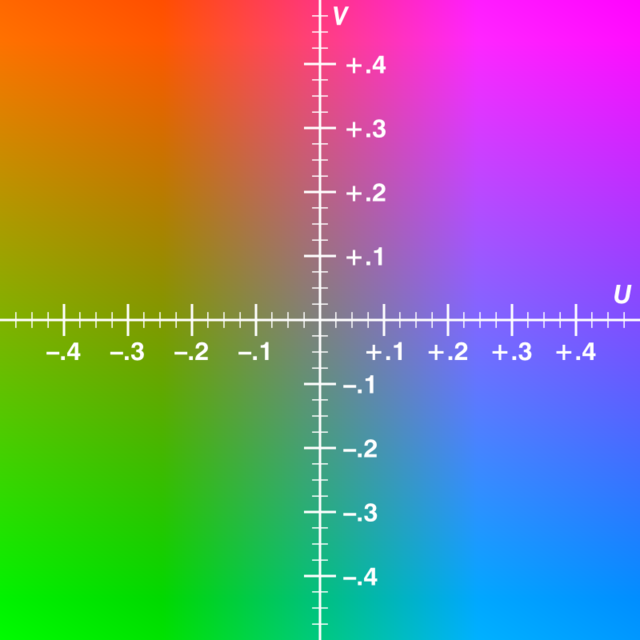 V
+.4
+.3
+.2
+.1
U
–.4 –.3 –.2 –.1 +.1 +.2 +.3 +.4
–.1
–.2
–.3
–.4